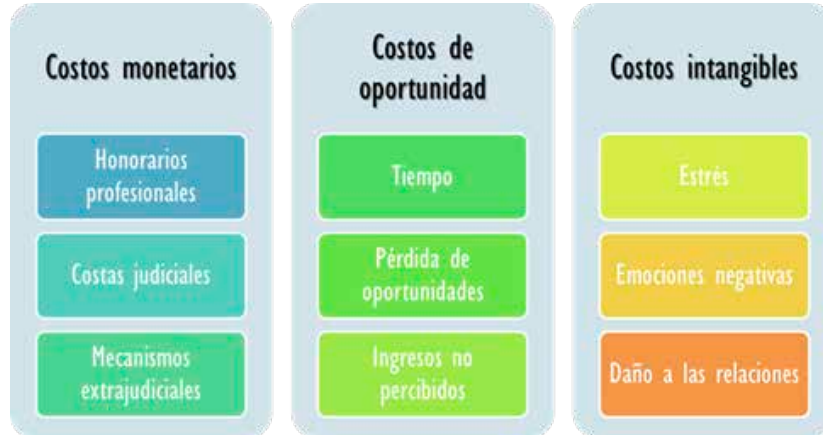 Costos monetarios
Honorarios
profesionales
Costas judiciales
Mecanismos
extrajudiciales
Costos de
oportunidad
Tiempo
Pérdida de
oportunidades
Ingresos no
percibidos
Costos intangibles
Estrés
Emociones negativas
Daño a las relaciones